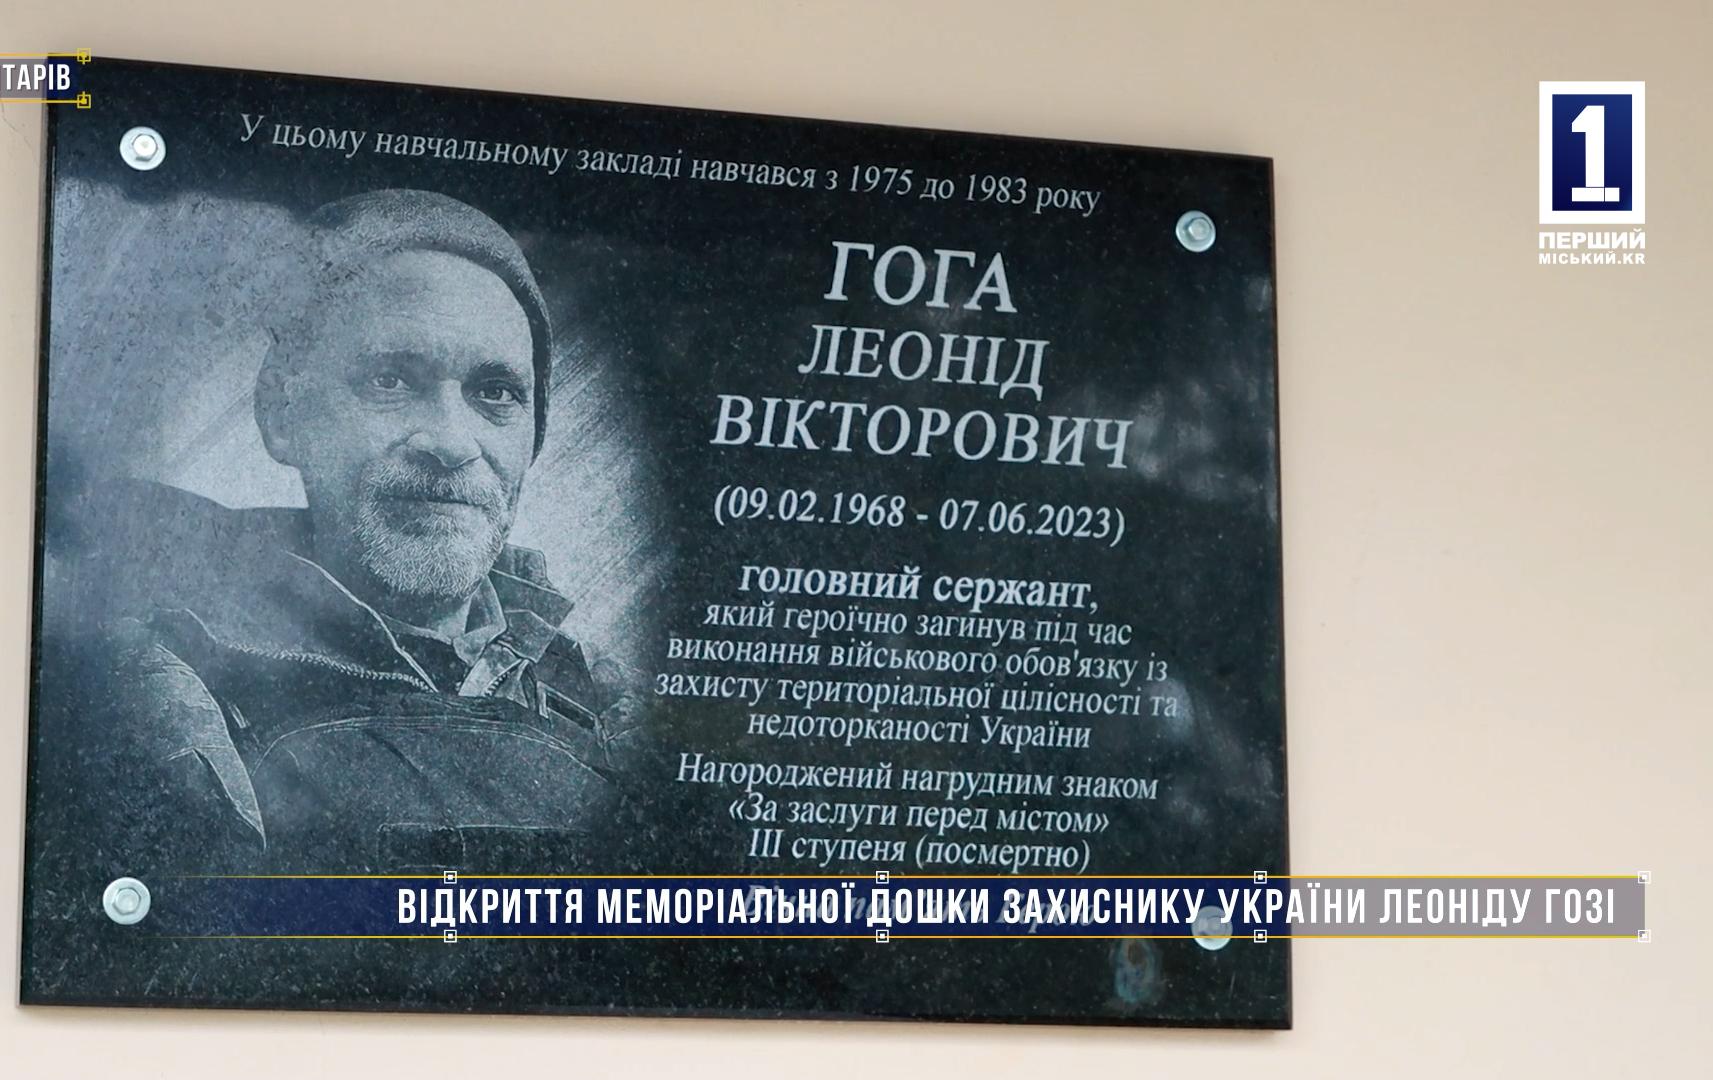 ТАРІВ
1
ПЕРШИЙ
МІСЬКИЙ.KR
У цьому навчальному закладі навчався з 1975 до 1983 року
ГОГА
ЛЕОНІД
ВІКТОРОВИЧ
(09.02.1968 - 07.06.2023)
головний сержант,
який героїчно загинув під час
виконання військового обов'язку із
захисту територіальної цілісності та
недоторканості України
Нагороджений нагрудним знаком
«За заслуги перед містом»
ІІІ ступеня (посмертно)
ВІДКРИТТЯ МЕМОРІАЛЬНОЇ ДОШКИ ЗАХИСНИКУ УКРАЇНИ ЛЕОНІДУ ГОЗІ